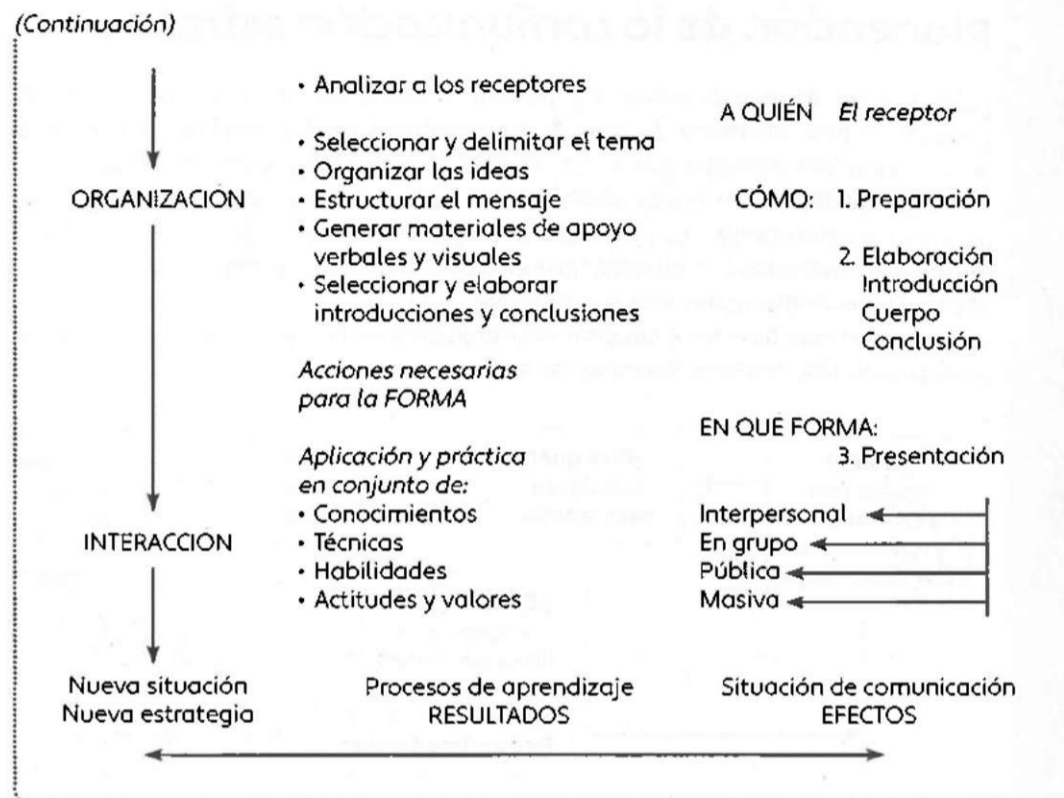 (Continuación)
• Analizar a los receptores
A QUIÉN El receptor
• Seleccionar y delimitar el tema
• Organizar las ideas
ORGANIZACIÓN
• Estructurar el mensaje
CÓMO: 1. Preparación
• Generar materiales de apoyo
verbales y visuales
• Seleccionar y elaborar
introducciones y conclusiones
2. Elaboración
Introducción
Cuerpo
Conclusión
Acciones necesarias
para la FORMA
EN QUE FORMA:
3. Presentación
Aplicación y práctica
en conjunto de:
• Conocimientos
INTERACCIÓN
• Técnicas
• Habilidades
• Actitudes y valores
Interpersonal
En grupo
Pública
Masiva
Nueva situación
Nueva estrategia
Procesos de aprendizaje
RESULTADOS
Situación de comunicación
EFECTOS